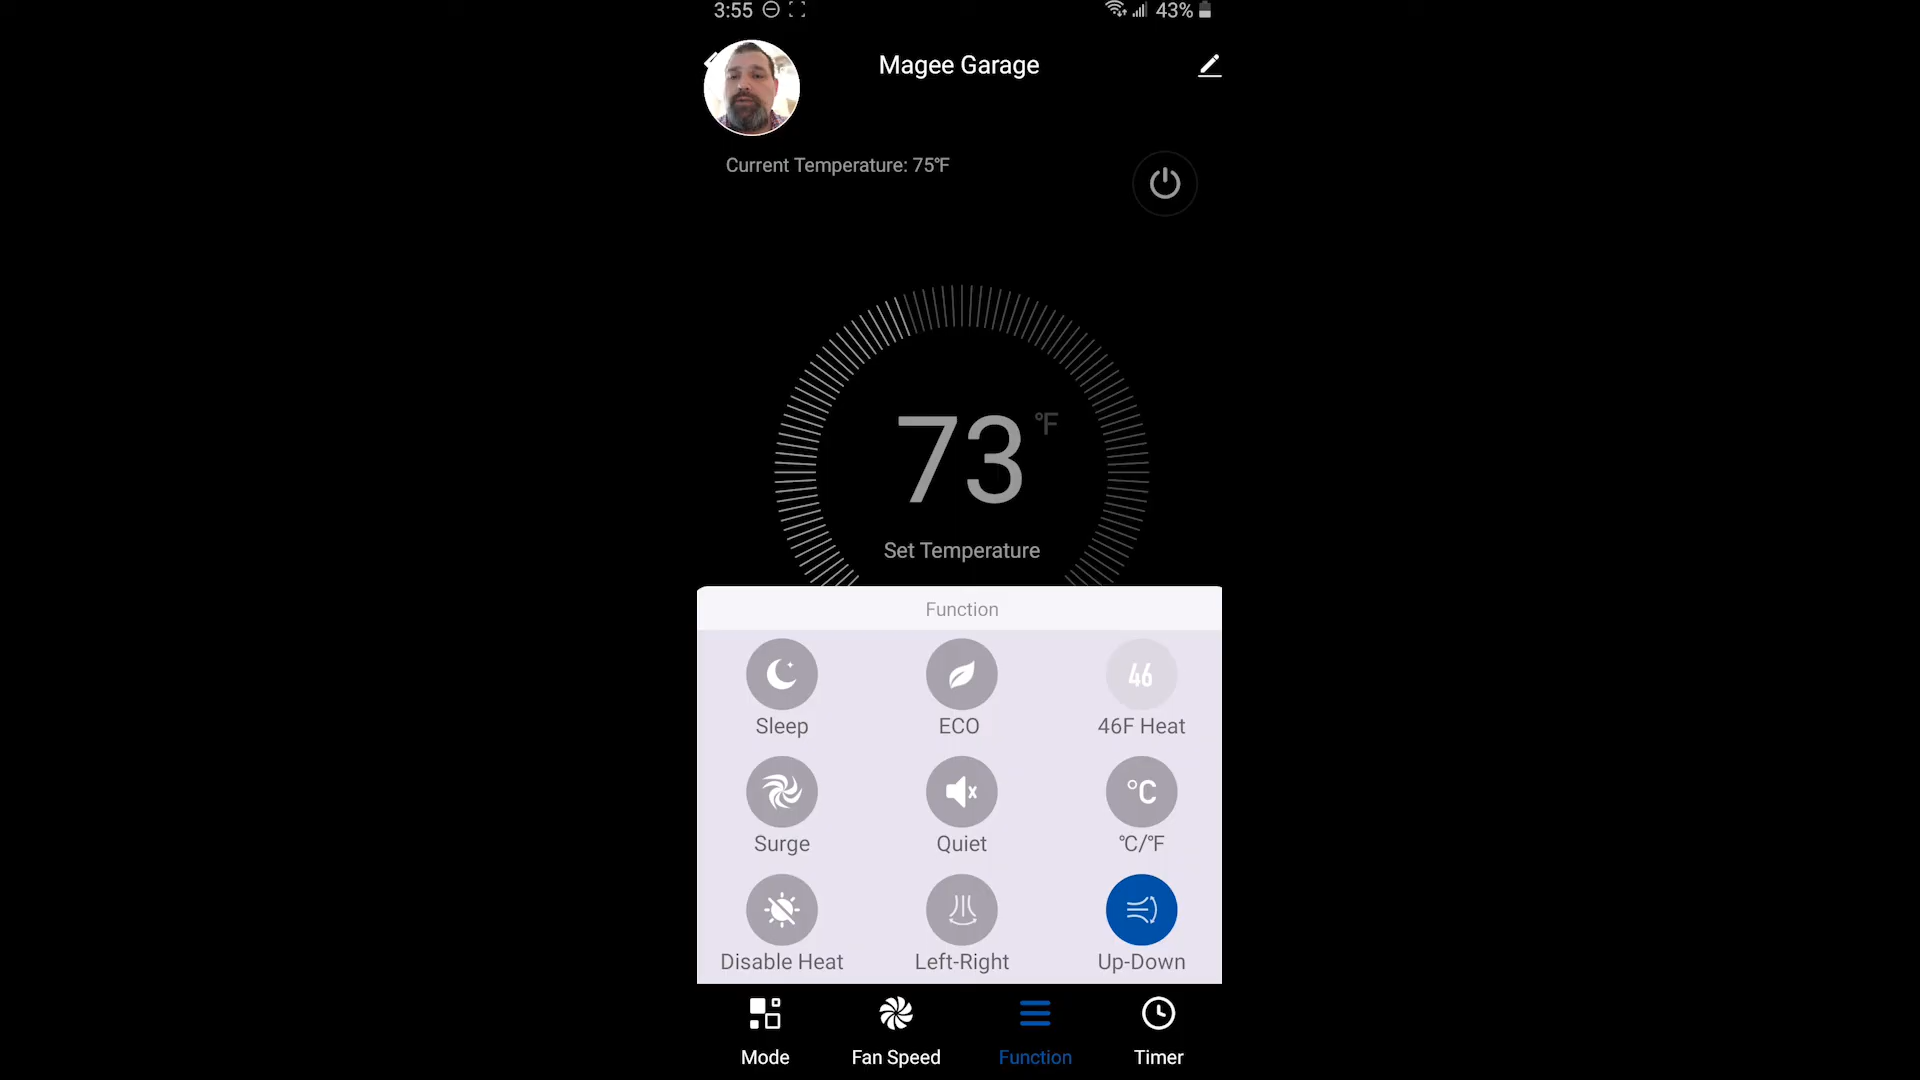 3:55
43%
Magee Garage
Current Temperature: 75°F
73 °F
Set Temperature
Function
46
Sleep
ECO
46F Heat
°C
Surge
Quiet
°C/°F
Disable Heat
Left-Right
Up-Down
Mode
Fan Speed
Function
Timer